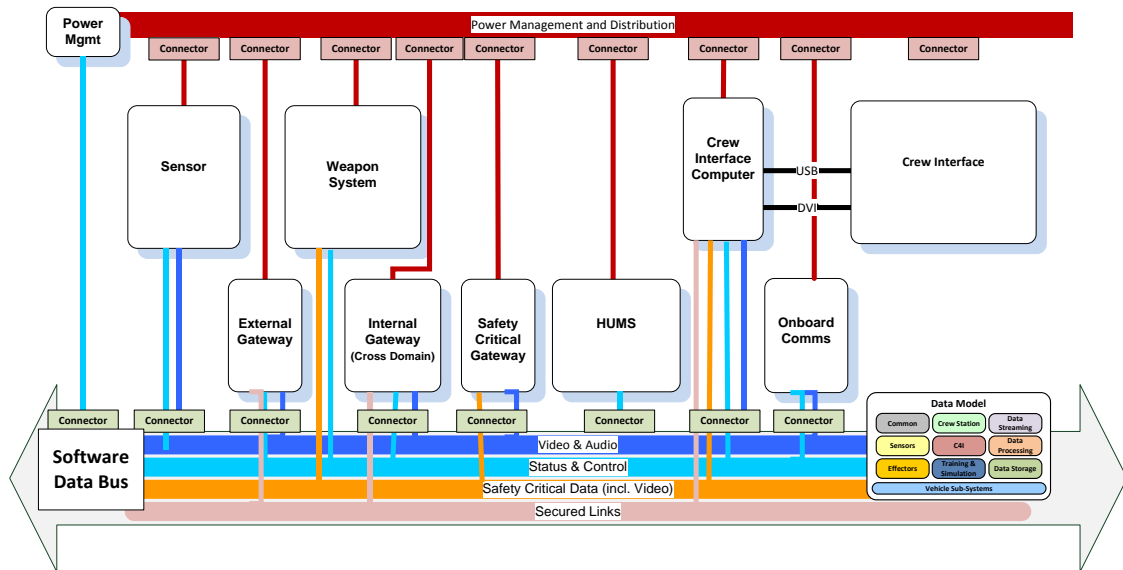 Power
Mgmt
Power Management and Distribution
Connector
Connector
Connector
Connector
Connector
Connector
Connector
Connector
Connector
Sensor
Weapon
System
Crew
Interface
Computer
USB
DVI
Crew Interface
External
Gateway
Internal
Gateway
(Cross Domain)
Safety
Critical
Gateway
HUMS
Onboard
Comms
Connector
Connector
Connector
Connector
Connector
Connector
Connector
Connector
Software
Data Bus
Video & Audio
Status & Control
Safety Critical Data (incl. Video)
Secured Links
Data Model
Common
Crew Station
Data
Streaming
Sensors
C4I
Data
Processing
Effectors
Training &
Simulation
Data Storage
Vehicle Sub-Systems